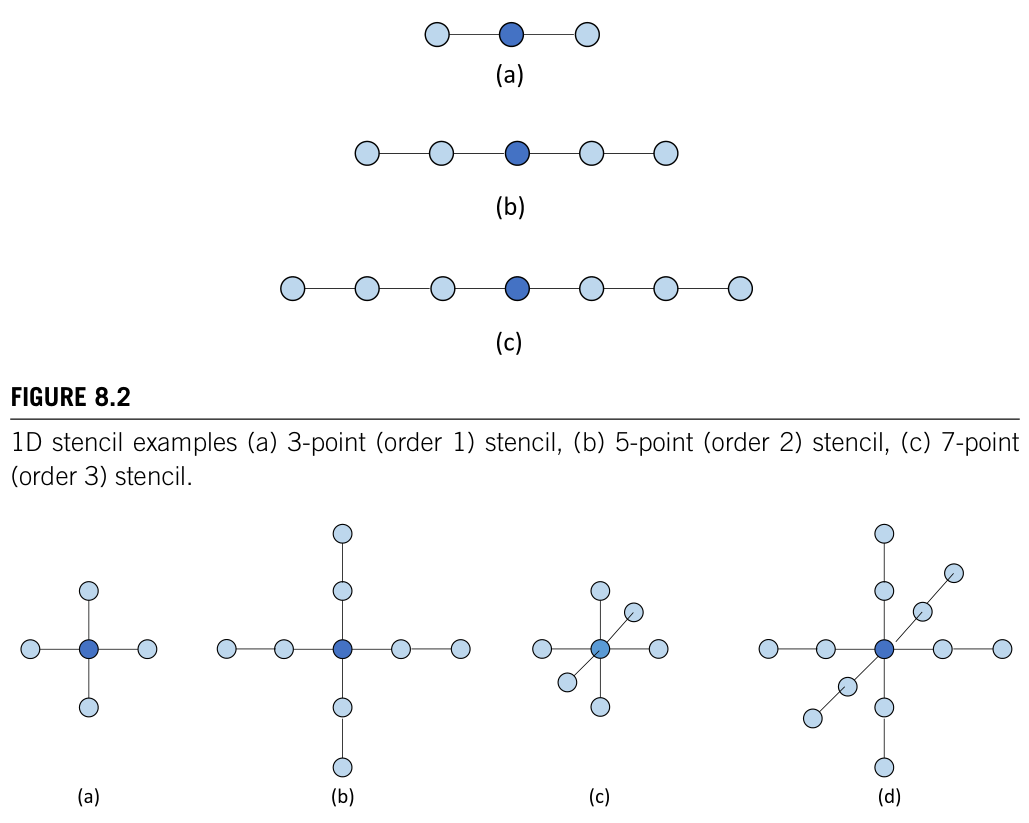 (a)
(b)
(c)
FIGURE 8.2
1D stencil examples (a) 3-point (order 1) stencil, (b) 5-point (order 2) stencil, (c) 7-point
(order 3) stencil.
(a) (b) (c) (d)